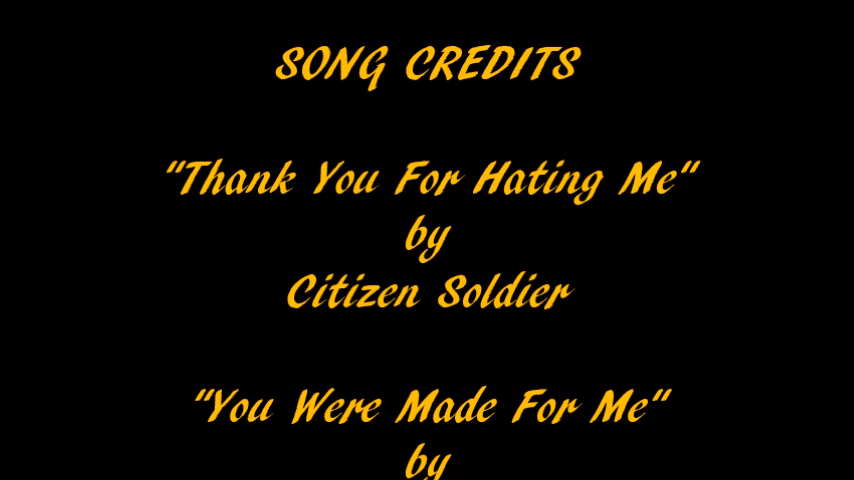 SONG CREDITS
"Thank You For Hating Me"
by
Citizen Soldier
"You Were Made For Me"
by